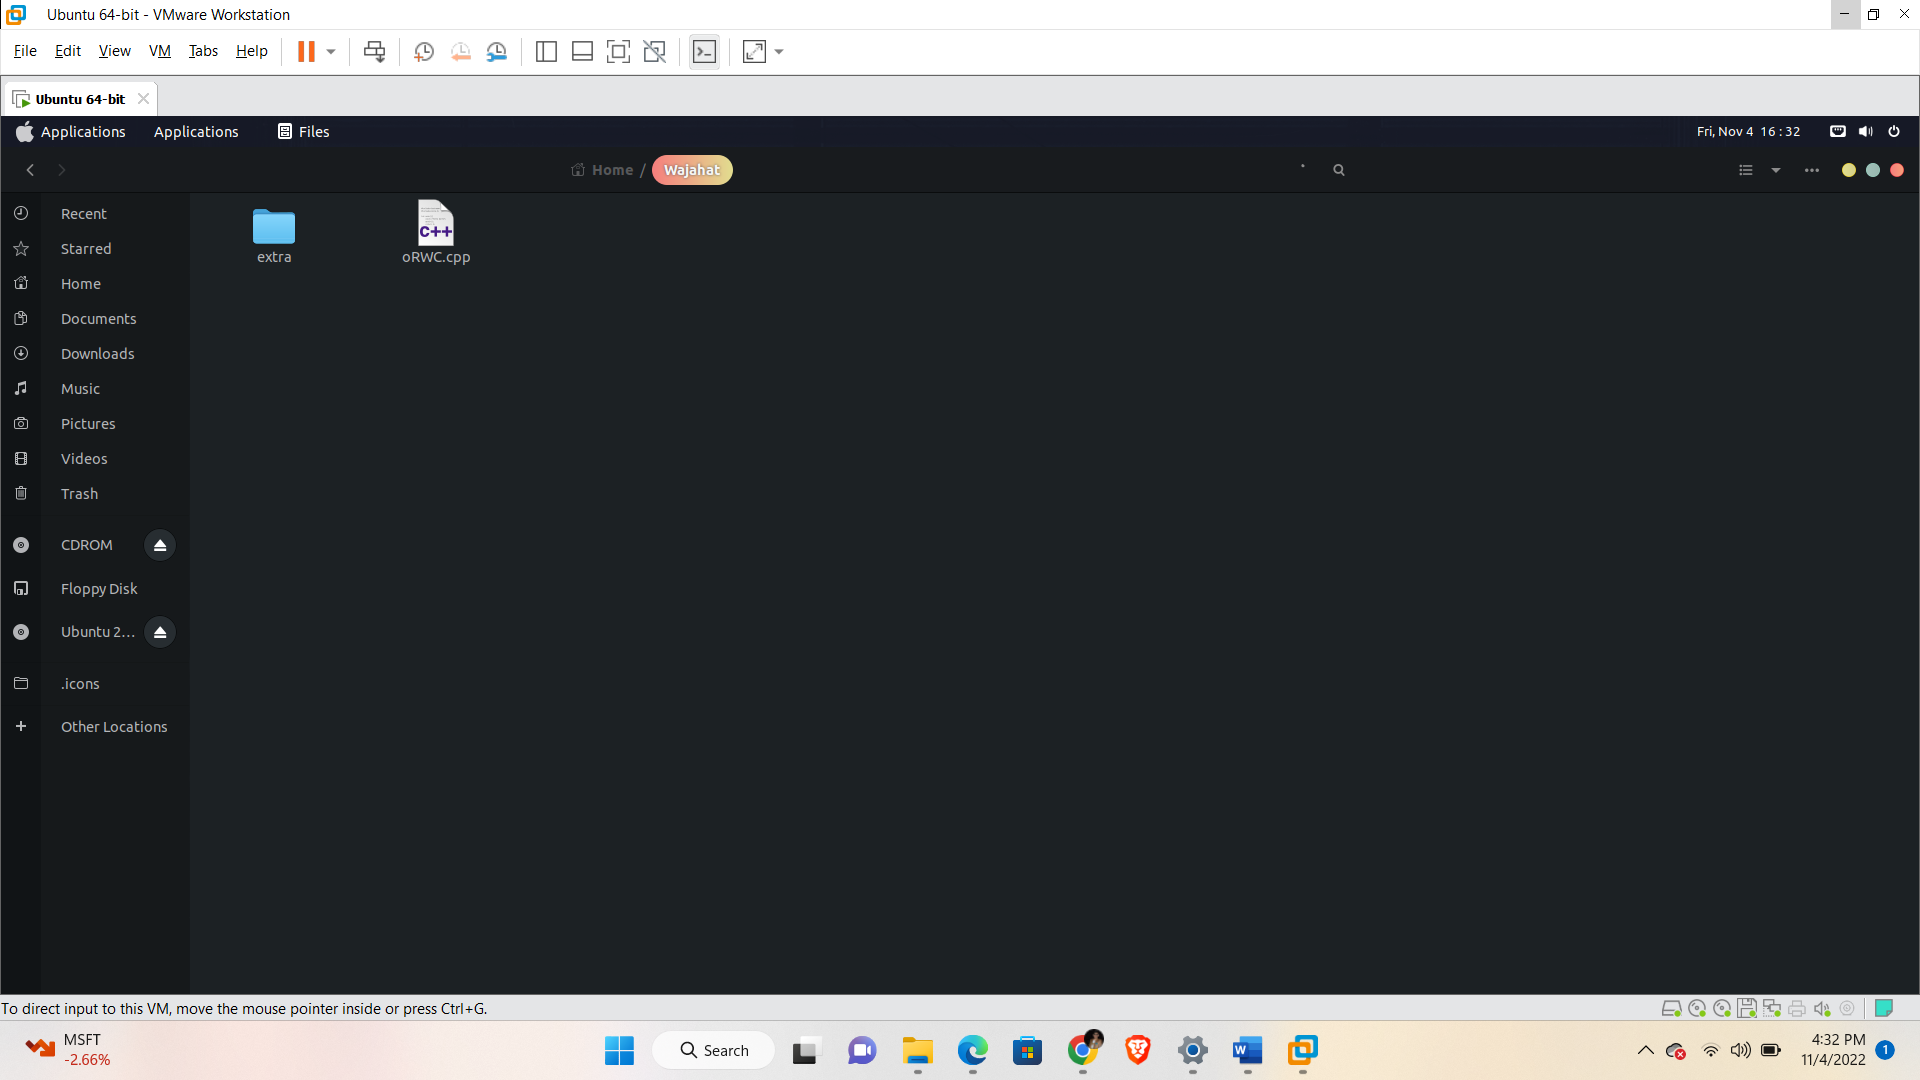 Ubuntu 64-bit - VMware Workstation
File Edit View VM Tabs Help
Ubuntu 64-bit
Applications Applications Files Fri, Nov 4 16:32
Home / Wajahat
Recent
Starred
Home
Documents
Downloads
Music
Pictures
Videos
Trash
CDROM
Floppy Disk
Ubuntu 2...
.icons
Other Locations
C++
extra oRWC.cpp
To direct input to this VM, move the mouse pointer inside or press Ctrl+G.
MSFT
-2.66%
Search
W
4:32 PM
11/4/2022
1